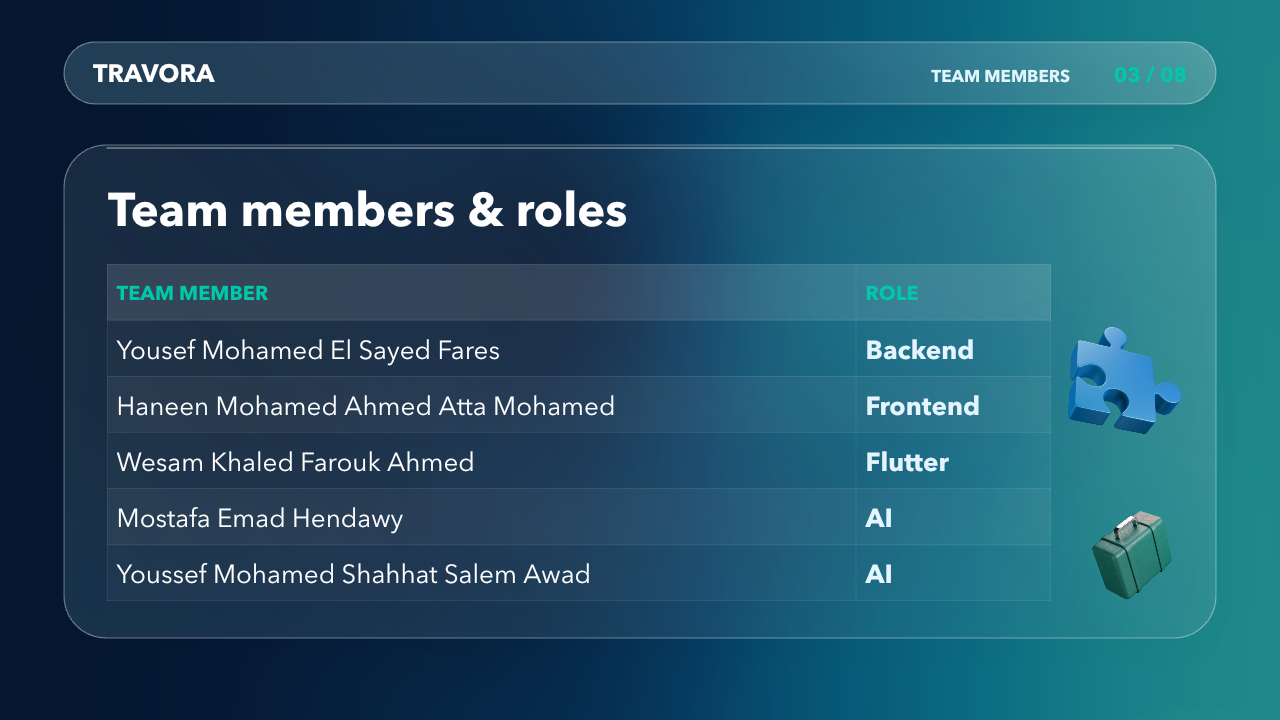 TRAVORA
TEAM MEMBERS 03 / 08
Team members & roles
TEAM MEMBER ROLE
Yousef Mohamed El Sayed Fares Backend
Haneen Mohamed Ahmed Atta Mohamed Frontend
Wesam Khaled Farouk Ahmed Flutter
Mostafa Emad Hendawy AI
Youssef Mohamed Shahhat Salem Awad AI